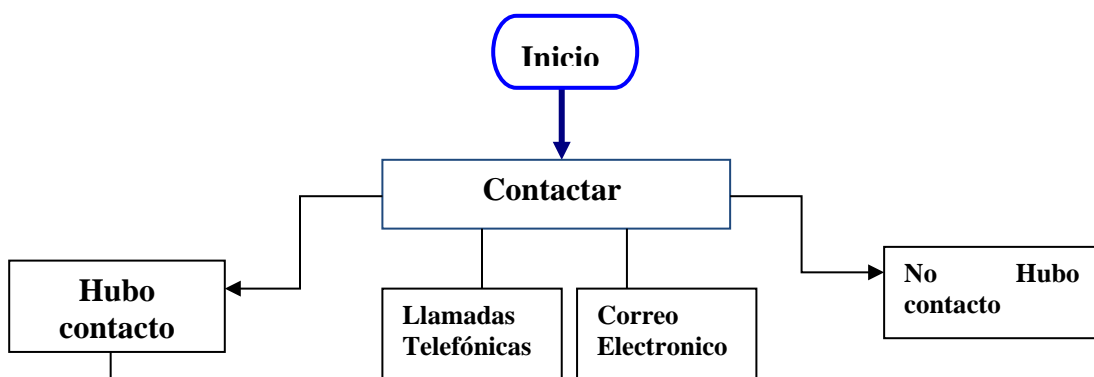 Inicio
Contactar
Hubo
contacto
Llamadas
Telefónicas
Correo
Electronico
No Hubo
contacto